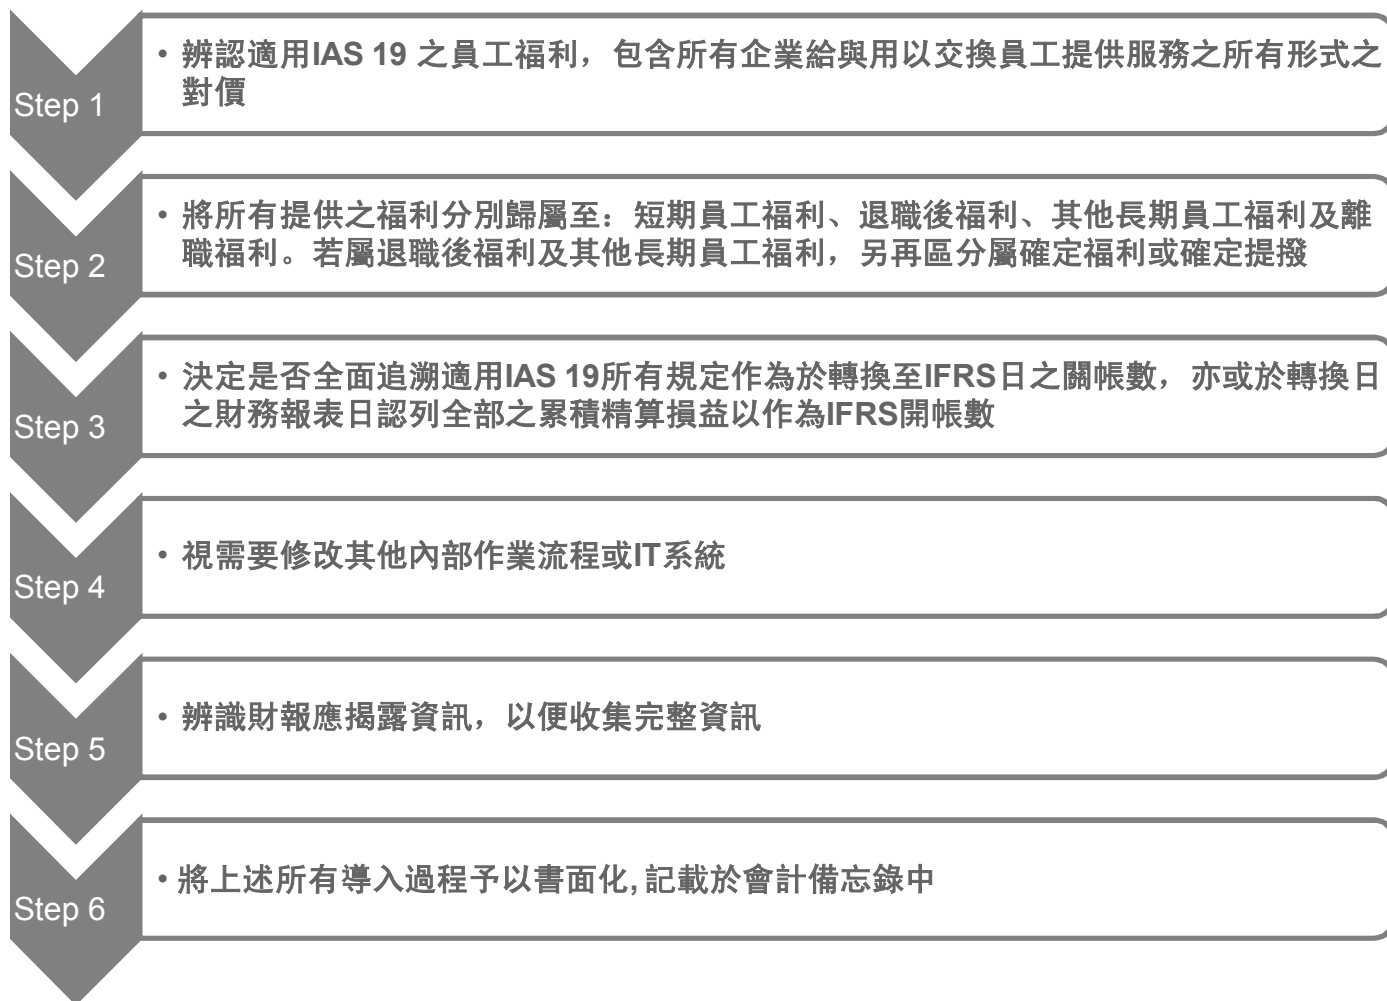 Step 1
• 辨認適用IAS 19 之員工福利，包含所有企業給與用以交換員工提供服務之所有形式之
對價
Step 2
• 將所有提供之福利分別歸屬至：短期員工福利、退職後福利、其他長期員工福利及離
職福利。若屬退職後福利及其他長期員工福利，另再區分屬確定福利或確定提撥
Step 3
• 決定是否全面追溯適用IAS 19所有規定作為於轉換至IFRS日之關帳數，亦或於轉換日
之財務報表日認列全部之累積精算損益以作為IFRS開帳數
Step 4
• 視需要修改其他內部作業流程或IT系統
Step 5
• 辨識財報應揭露資訊，以便收集完整資訊
Step 6
• 將上述所有導入過程予以書面化,記載於會計備忘錄中